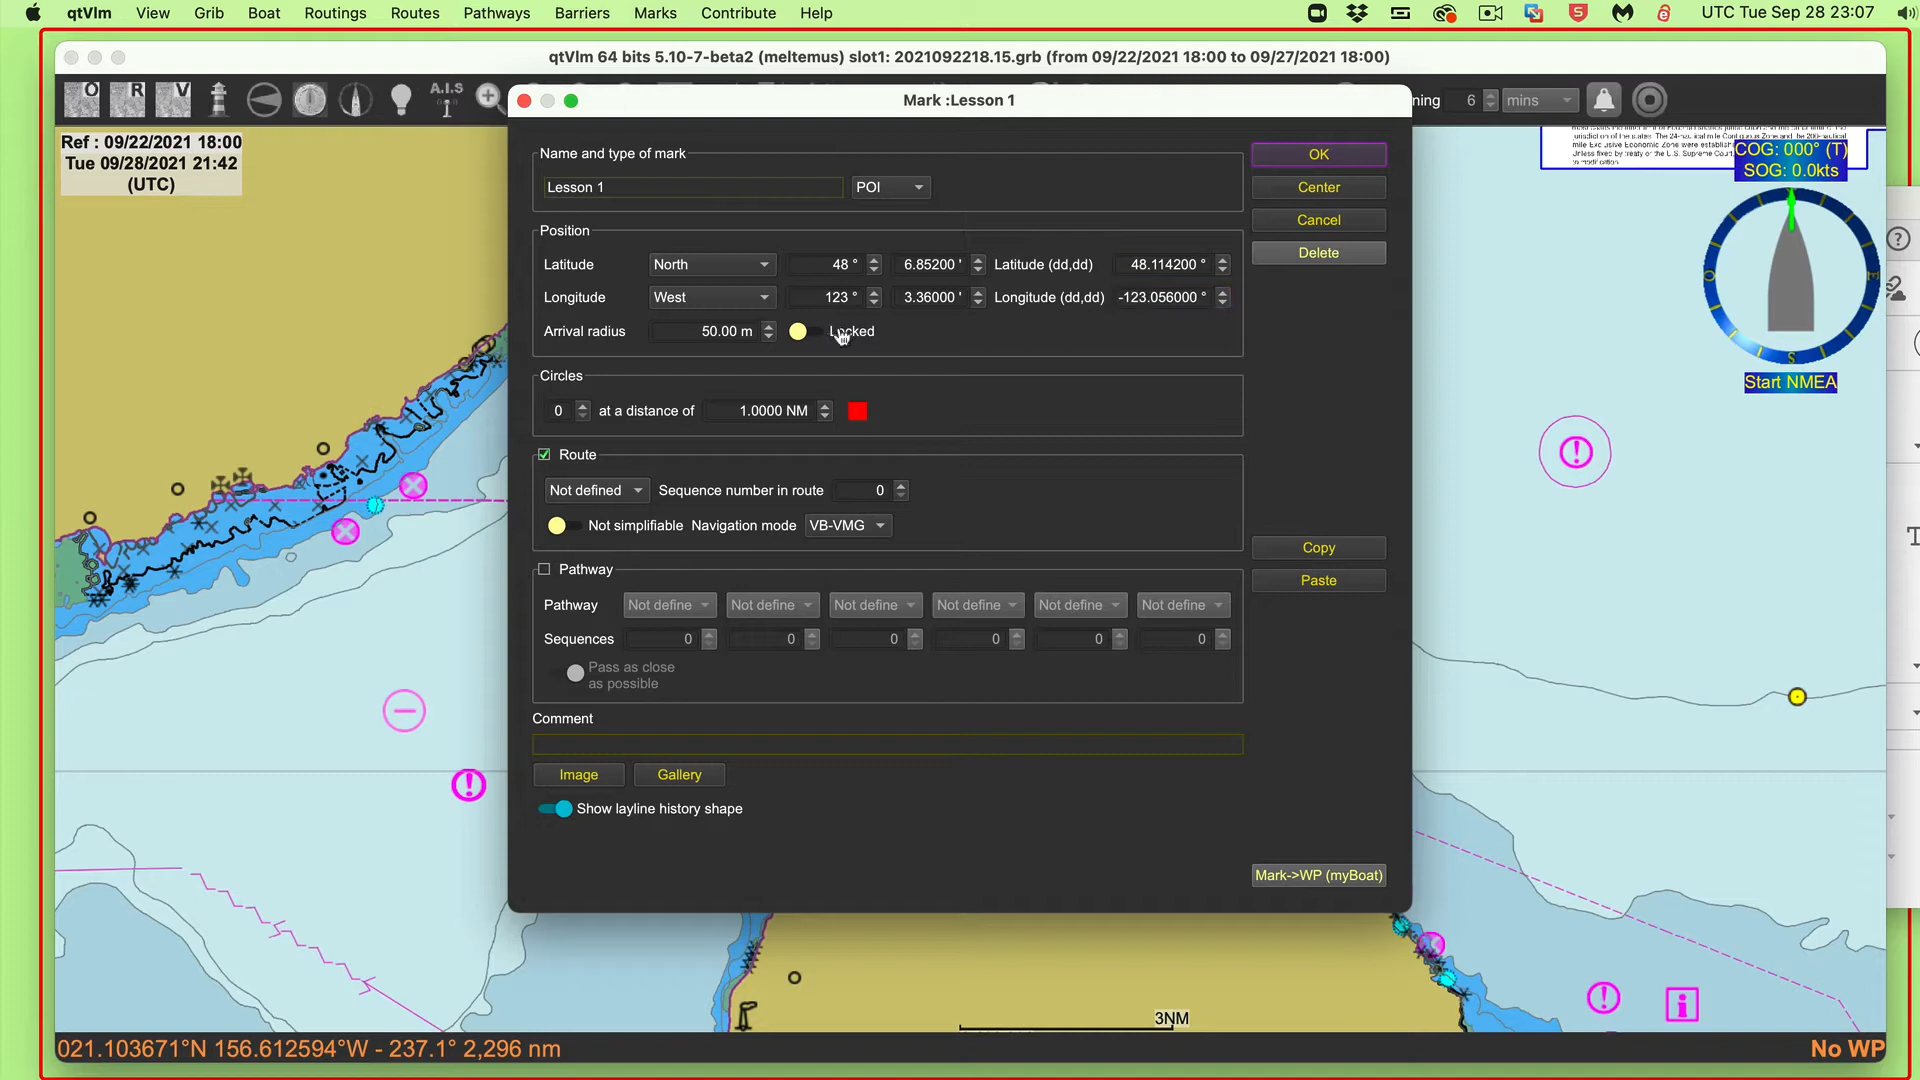 qtVlm View Grib Boat Routings Routes Pathways Barriers Marks Contribute Help UTC Tue Sep 28 23:07
qtVlm 64 bits 5.10-7-beta2 (meltemus) slot1: 2021092218.15.grb (from 09/22/2021 18:00 to 09/27/2021 18:00)
O R V A.I.S
Mark :Lesson 1
ning 6 mins
Ref : 09/22/2021 18:00
Tue 09/28/2021 21:42
(UTC)
COG: 000° (T)
SOG: 0.0kts
Start NMEA
Name and type of mark
Lesson 1 POI
OK
Center
Cancel
Delete
Position
Latitude North 48 ° 6.85200 ' Latitude (dd,dd) 48.114200 °
Longitude West 123 ° 3.36000 ' Longitude (dd,dd) -123.056000 °
Arrival radius 50.00 m Locked
Circles
0 at a distance of 1.0000 NM
Route
Not defined Sequence number in route 0
Not simplifiable Navigation mode VB-VMG
Copy
Paste
Pathway
Pathway Not define Not define Not define Not define Not define Not define
Sequences 0 0 0 0 0 0
Pass as close
as possible
Comment
Image Gallery
Show layline history shape
Mark->WP (myBoat)
3NM
021.103671°N 156.612594°W - 237.1° 2,296 nm
No WP